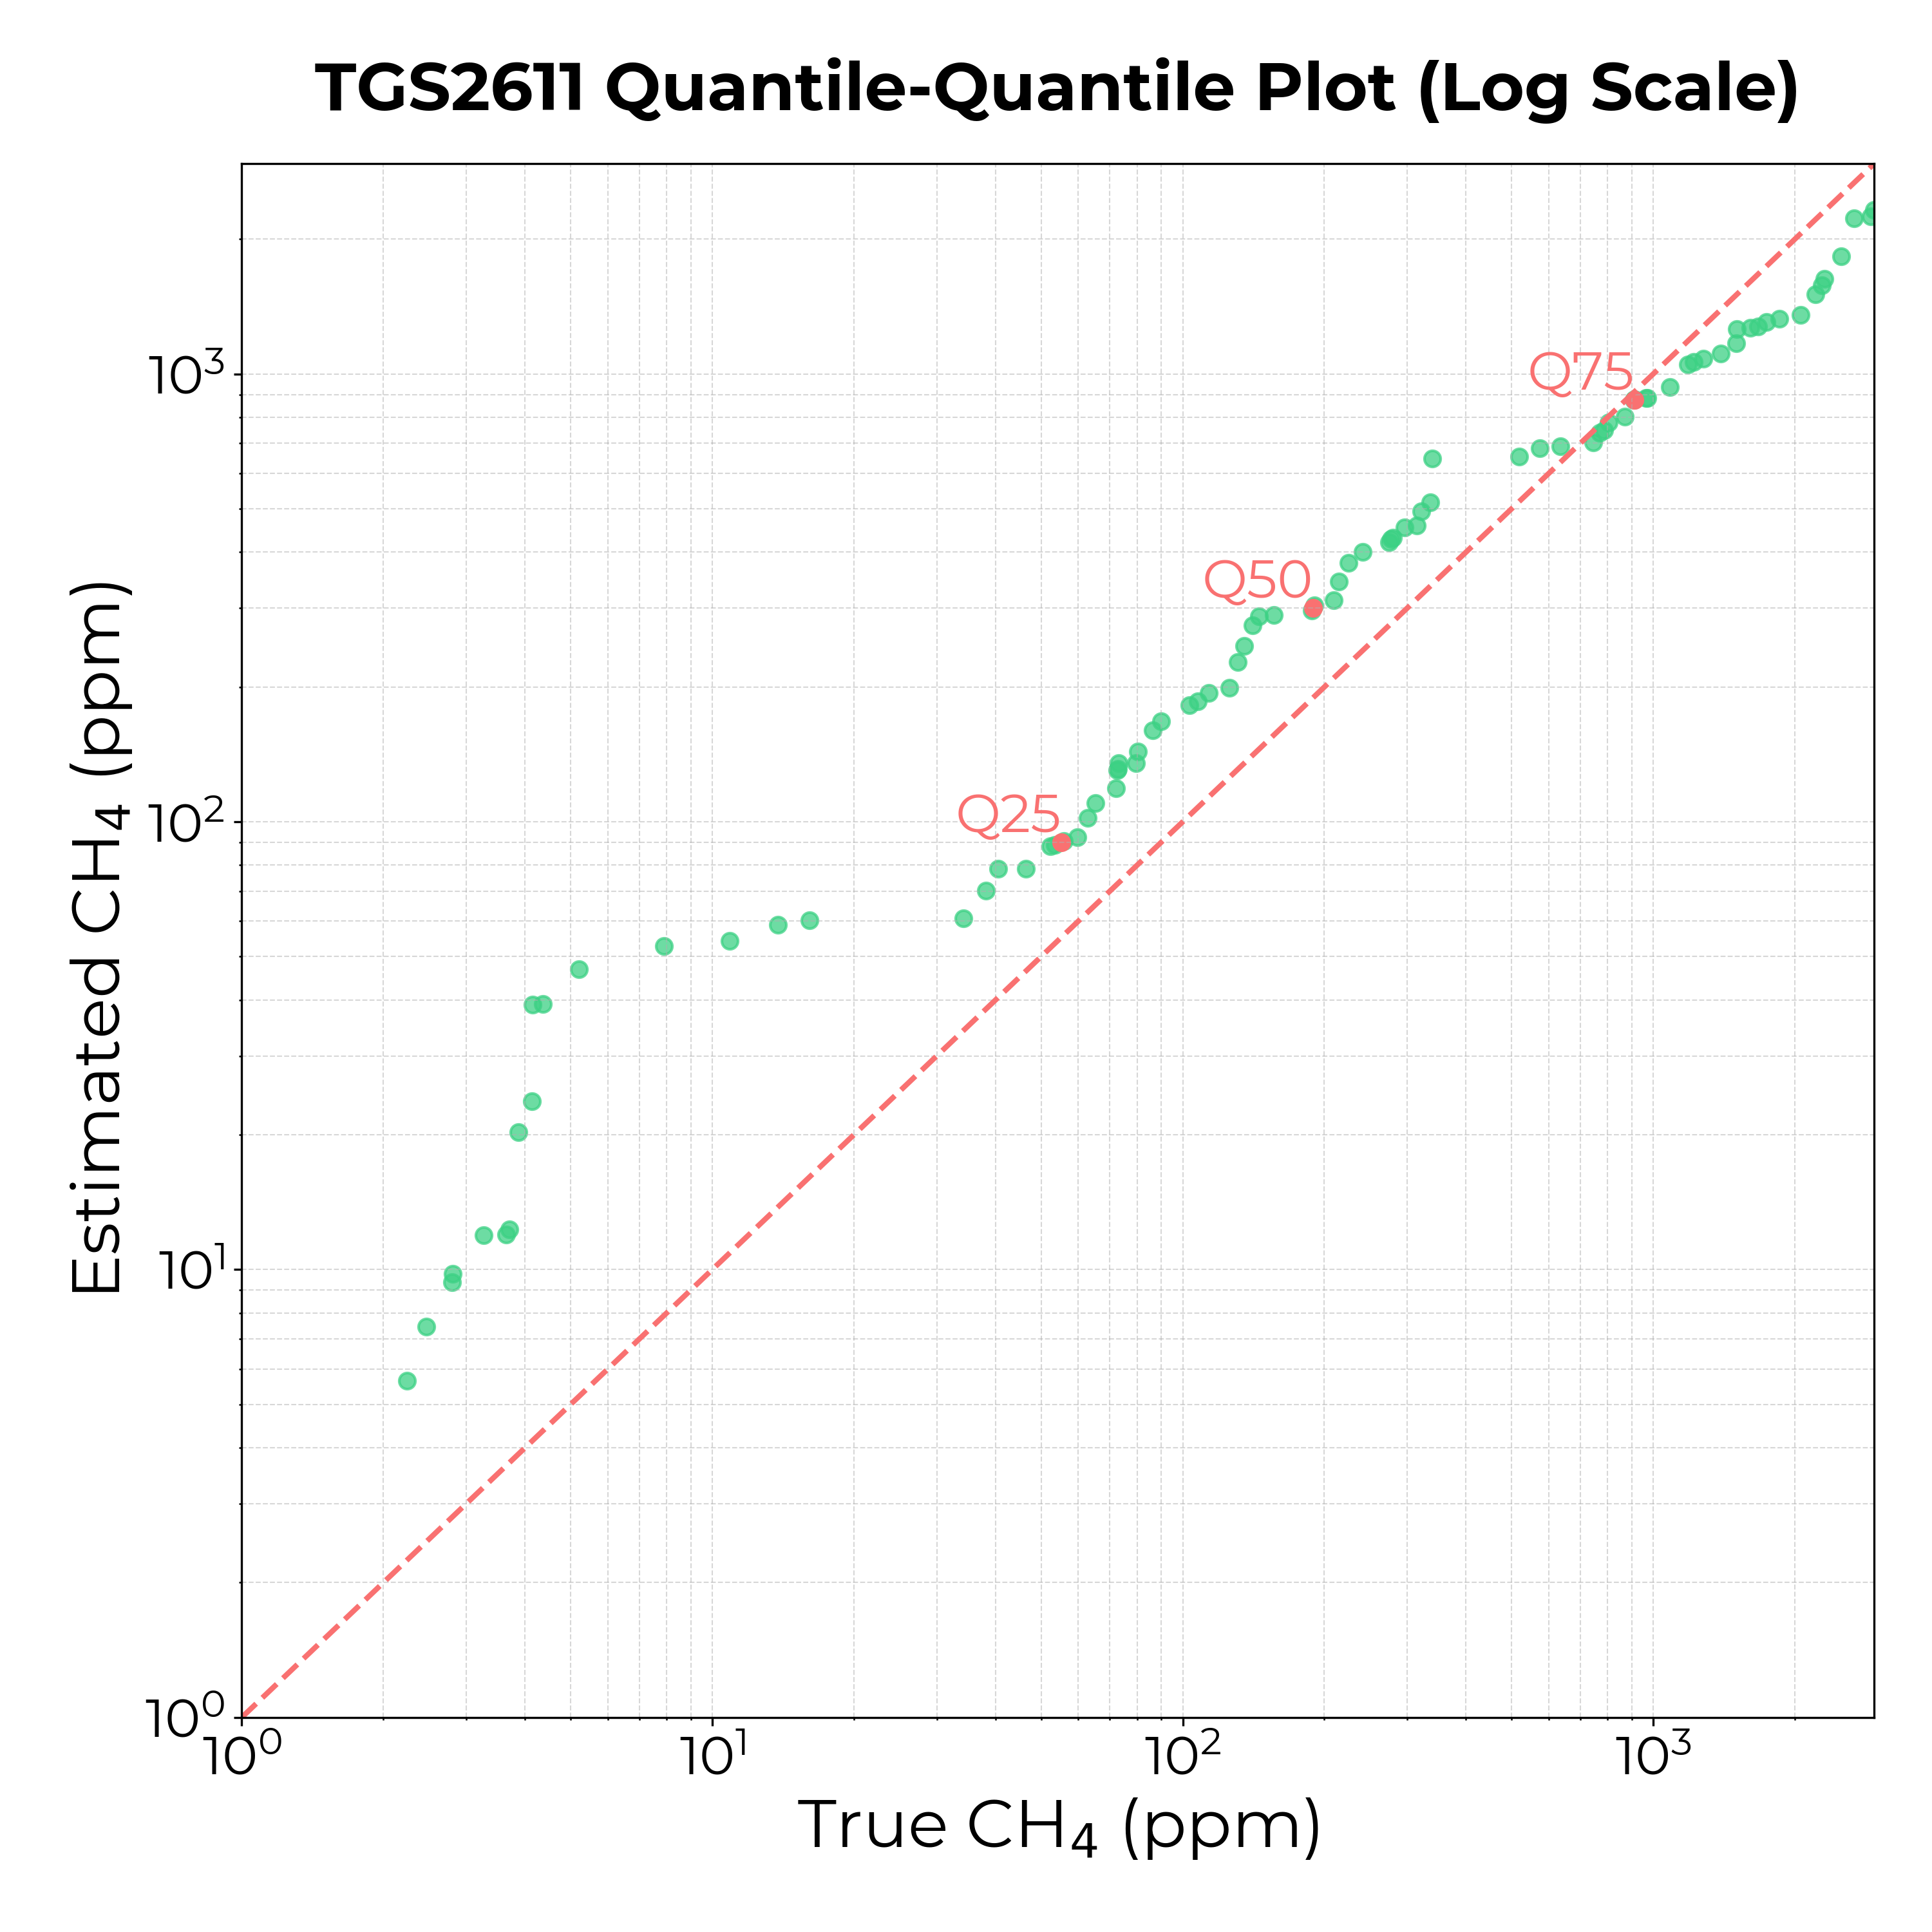 TGS2611 Quantile-Quantile Plot (Log Scale)
Estimated CH₄ (ppm)
10³
10²
10¹
10⁰
Q75
Q50
Q25
10⁰ 10¹ 10² 10³
True CH₄ (ppm)